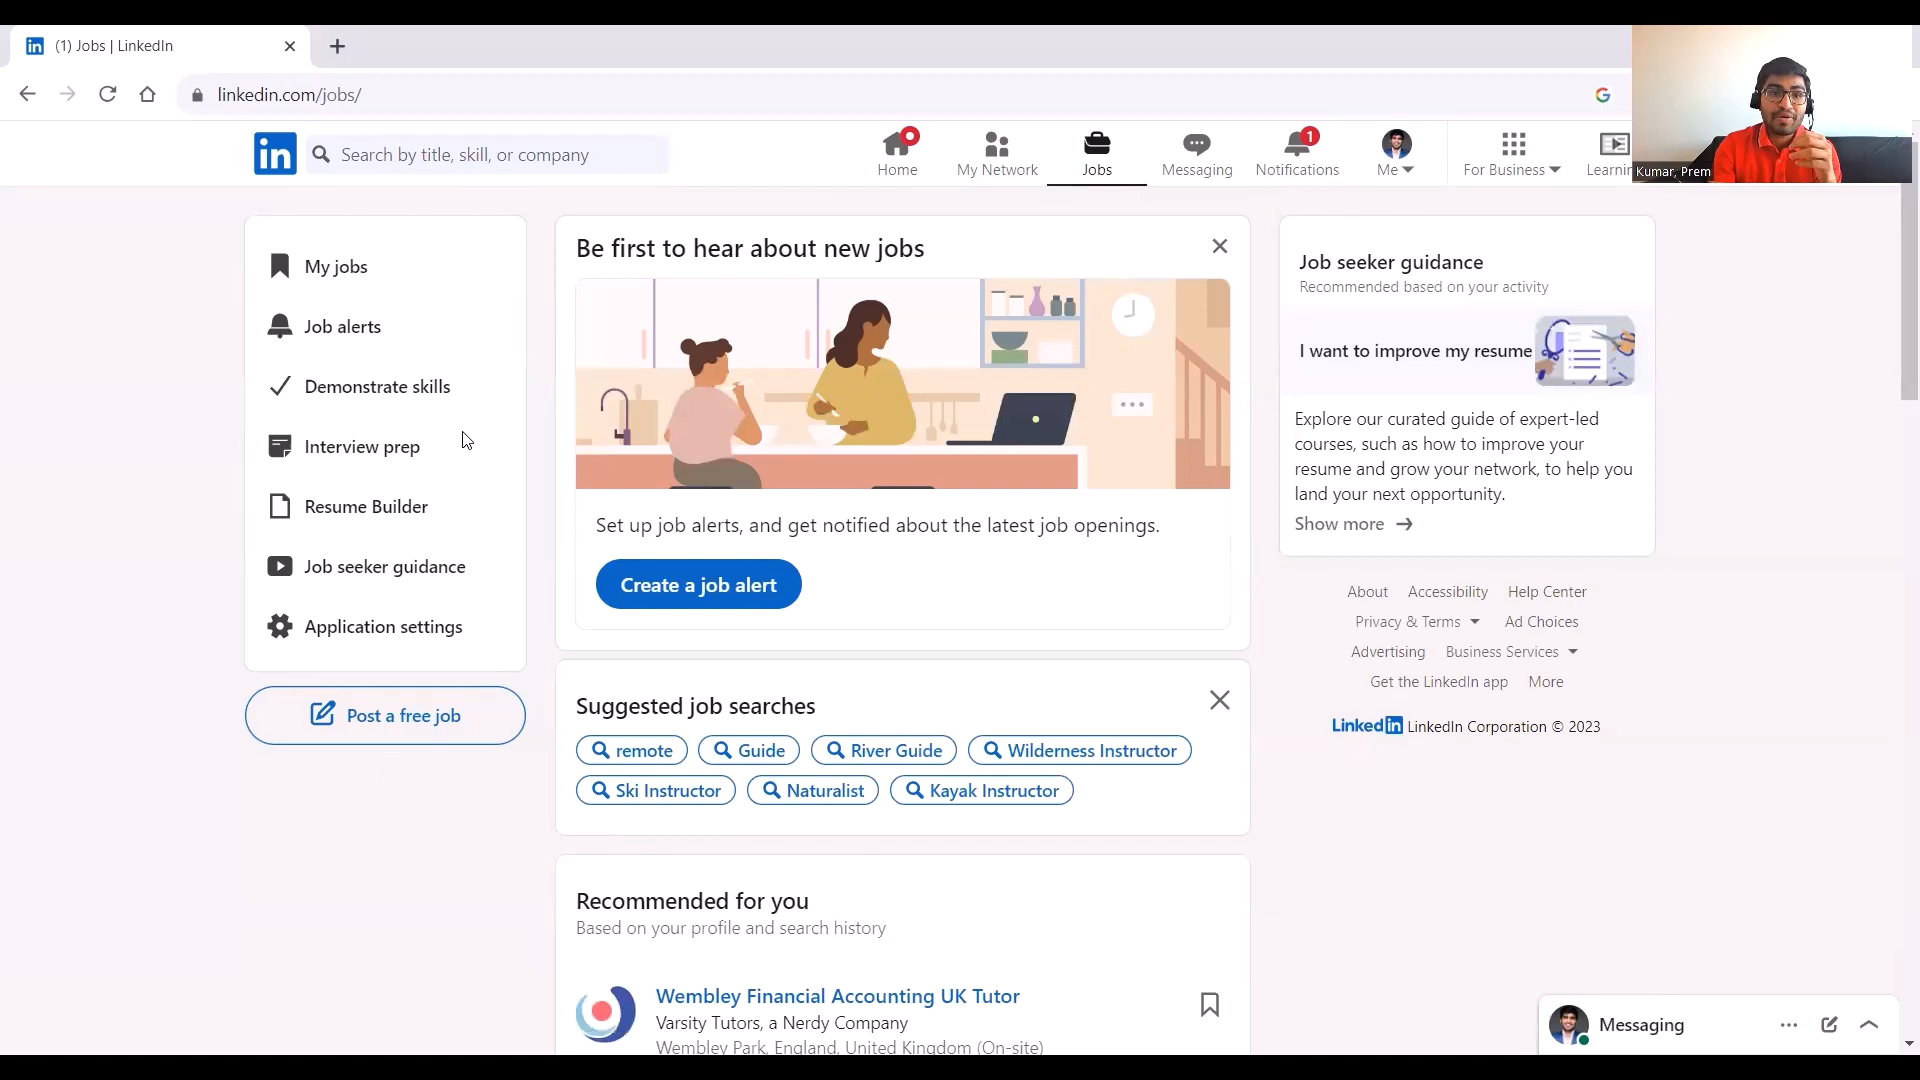 (1) Jobs | LinkedIn
linkedin.com/jobs/
in
Search by title, skill, or company
Home
My Network
Jobs
Messaging
1
Notifications
Me
For Business
Learnin
Kumar, Prem
My jobs
Job alerts
Demonstrate skills
Interview prep
Resume Builder
Job seeker guidance
Application settings
Post a free job
Be first to hear about new jobs
Set up job alerts, and get notified about the latest job openings.
Create a job alert
Suggested job searches
remote
Guide
River Guide
Wilderness Instructor
Ski Instructor
Naturalist
Kayak Instructor
Recommended for you
Based on your profile and search history
Wembley Financial Accounting UK Tutor
Varsity Tutors, a Nerdy Company
Wembley Park, England, United Kingdom (On-site)
Job seeker guidance
Recommended based on your activity
I want to improve my resume
Explore our curated guide of expert-led
courses, such as how to improve your
resume and grow your network, to help you
land your next opportunity.
Show more
About Accessibility Help Center
Privacy & Terms Ad Choices
Advertising Business Services
Get the LinkedIn app More
LinkedIn LinkedIn Corporation © 2023
Messaging